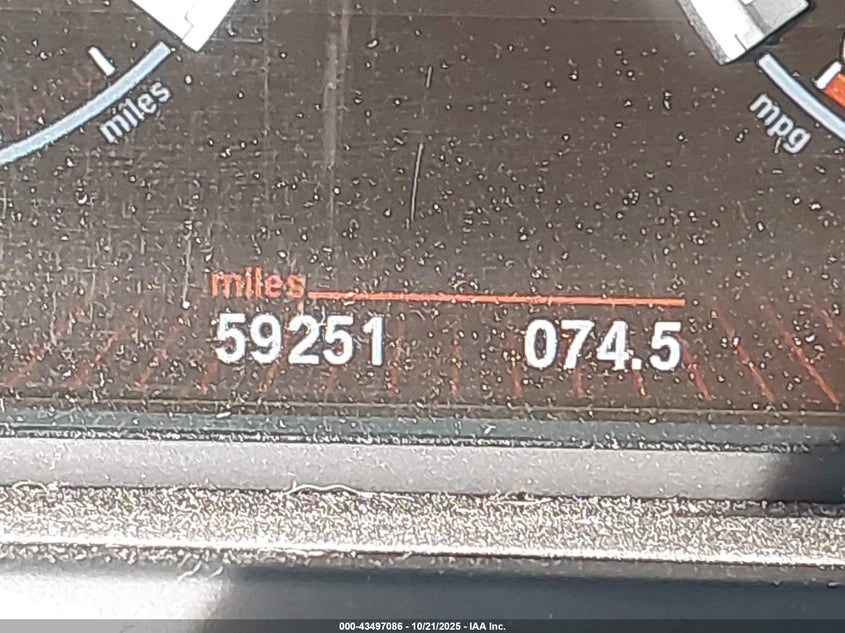 miles
mpg
miles
59251 074.5
000-43497086 - 10/21/2025 - IAA Inc.